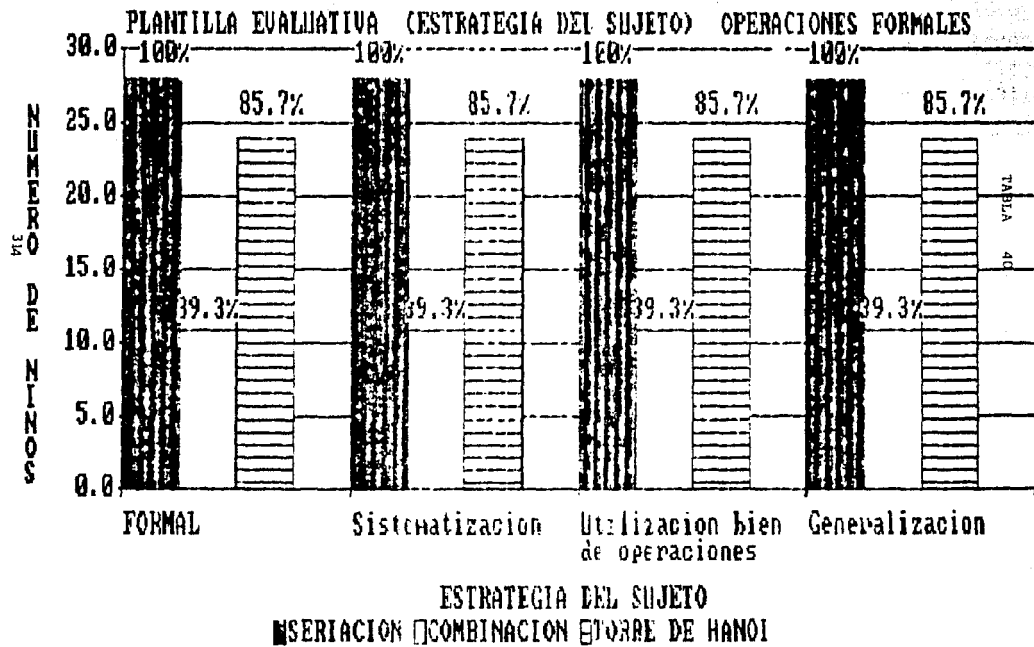 PLANTILLA EVALUATIVA (ESTRATEGIA DEL SUJETO) OPERACIONES FORMALES
30.0
100% 100% 100% 100%
85.7% 85.7% 85.7% 85.7%
25.0
20.0
15.0
39.3% 39.3% 39.3% 39.3%
10.0
5.0
0.0
NUMERO DE NINOS
314
TABLA 40
FORMAL Sistematizacion Utilizacion bien Generalizacion
de operaciones
ESTRATEGIA DEL SUJETO
SERIACION COMBINACION TORRE DE HANOI